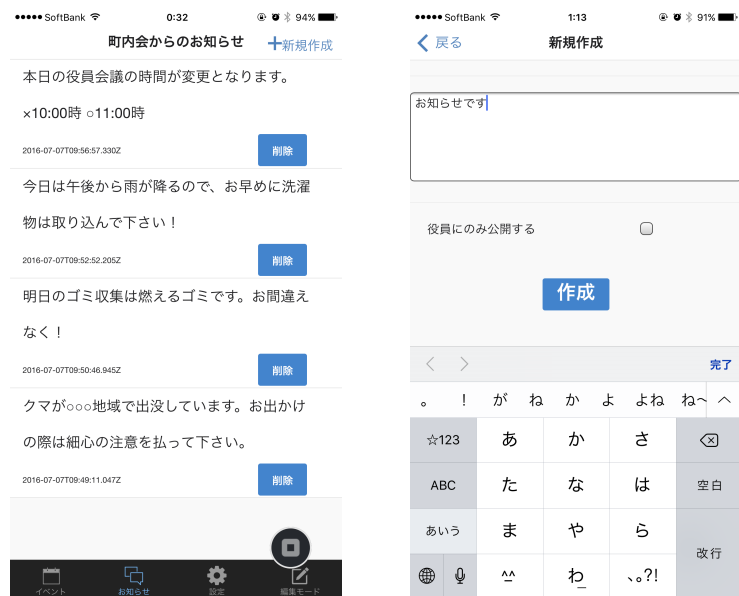 SoftBank 0:32 94%
町内会からのお知らせ +新規作成
本日の役員会議の時間が変更となります。
×10:00時 ○11:00時
2016-07-07T09:56:57.330Z 削除
今日は午後から雨が降るので、お早めに洗濯
物は取り込んで下さい！
2016-07-07T09:52:52.205Z 削除
明日のゴミ収集は燃えるゴミです。お間違え
なく！
2016-07-07T09:50:46.945Z 削除
クマが○○○地域で出没しています。お出かけ
の際は細心の注意を払って下さい。
2016-07-07T09:49:11.047Z 削除
イベント お知らせ 設定 編集モード
SoftBank 1:13 91%
戻る 新規作成
お知らせです
役員にのみ公開する
作成
完了
。 ！ が ね か よ よね ね〜
☆123 あ か さ
ABC た な は 空白
あいう ま や ら
^^ わ 、。?! 改行